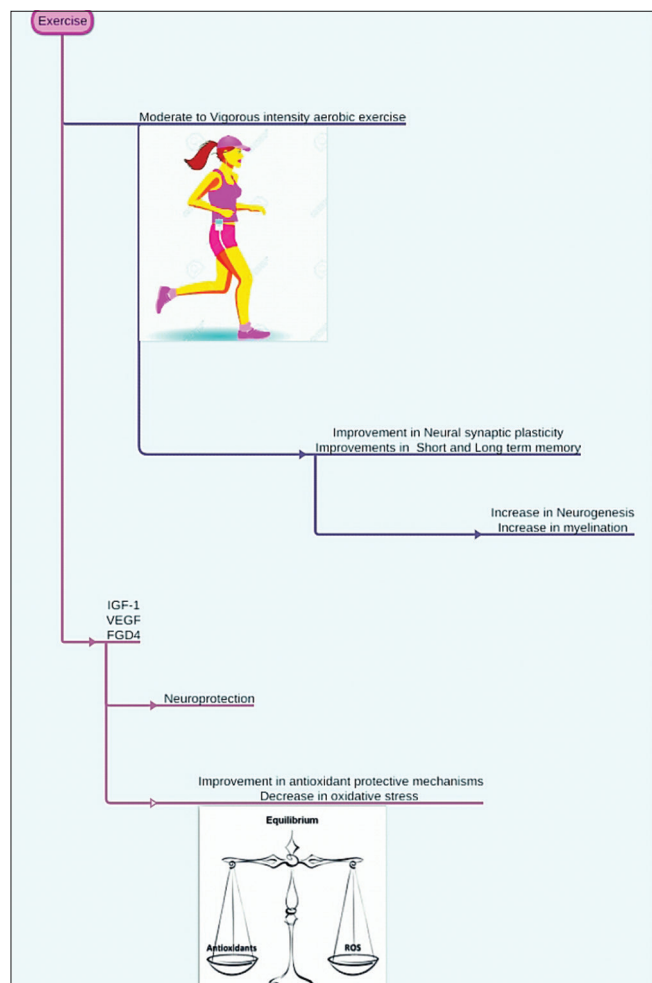 Exercise
Moderate to Vigorous intensity aerobic exercise
Improvement in Neural synaptic plasticity
Improvements in Short and Long term memory
Increase in Neurogenesis
Increase in myelination
IGF-1
VEGF
FGD4
Neuroprotection
Improvement in antioxidant protective mechanisms
Decrease in oxidative stress
Equilibrium
Antioxidants
ROS